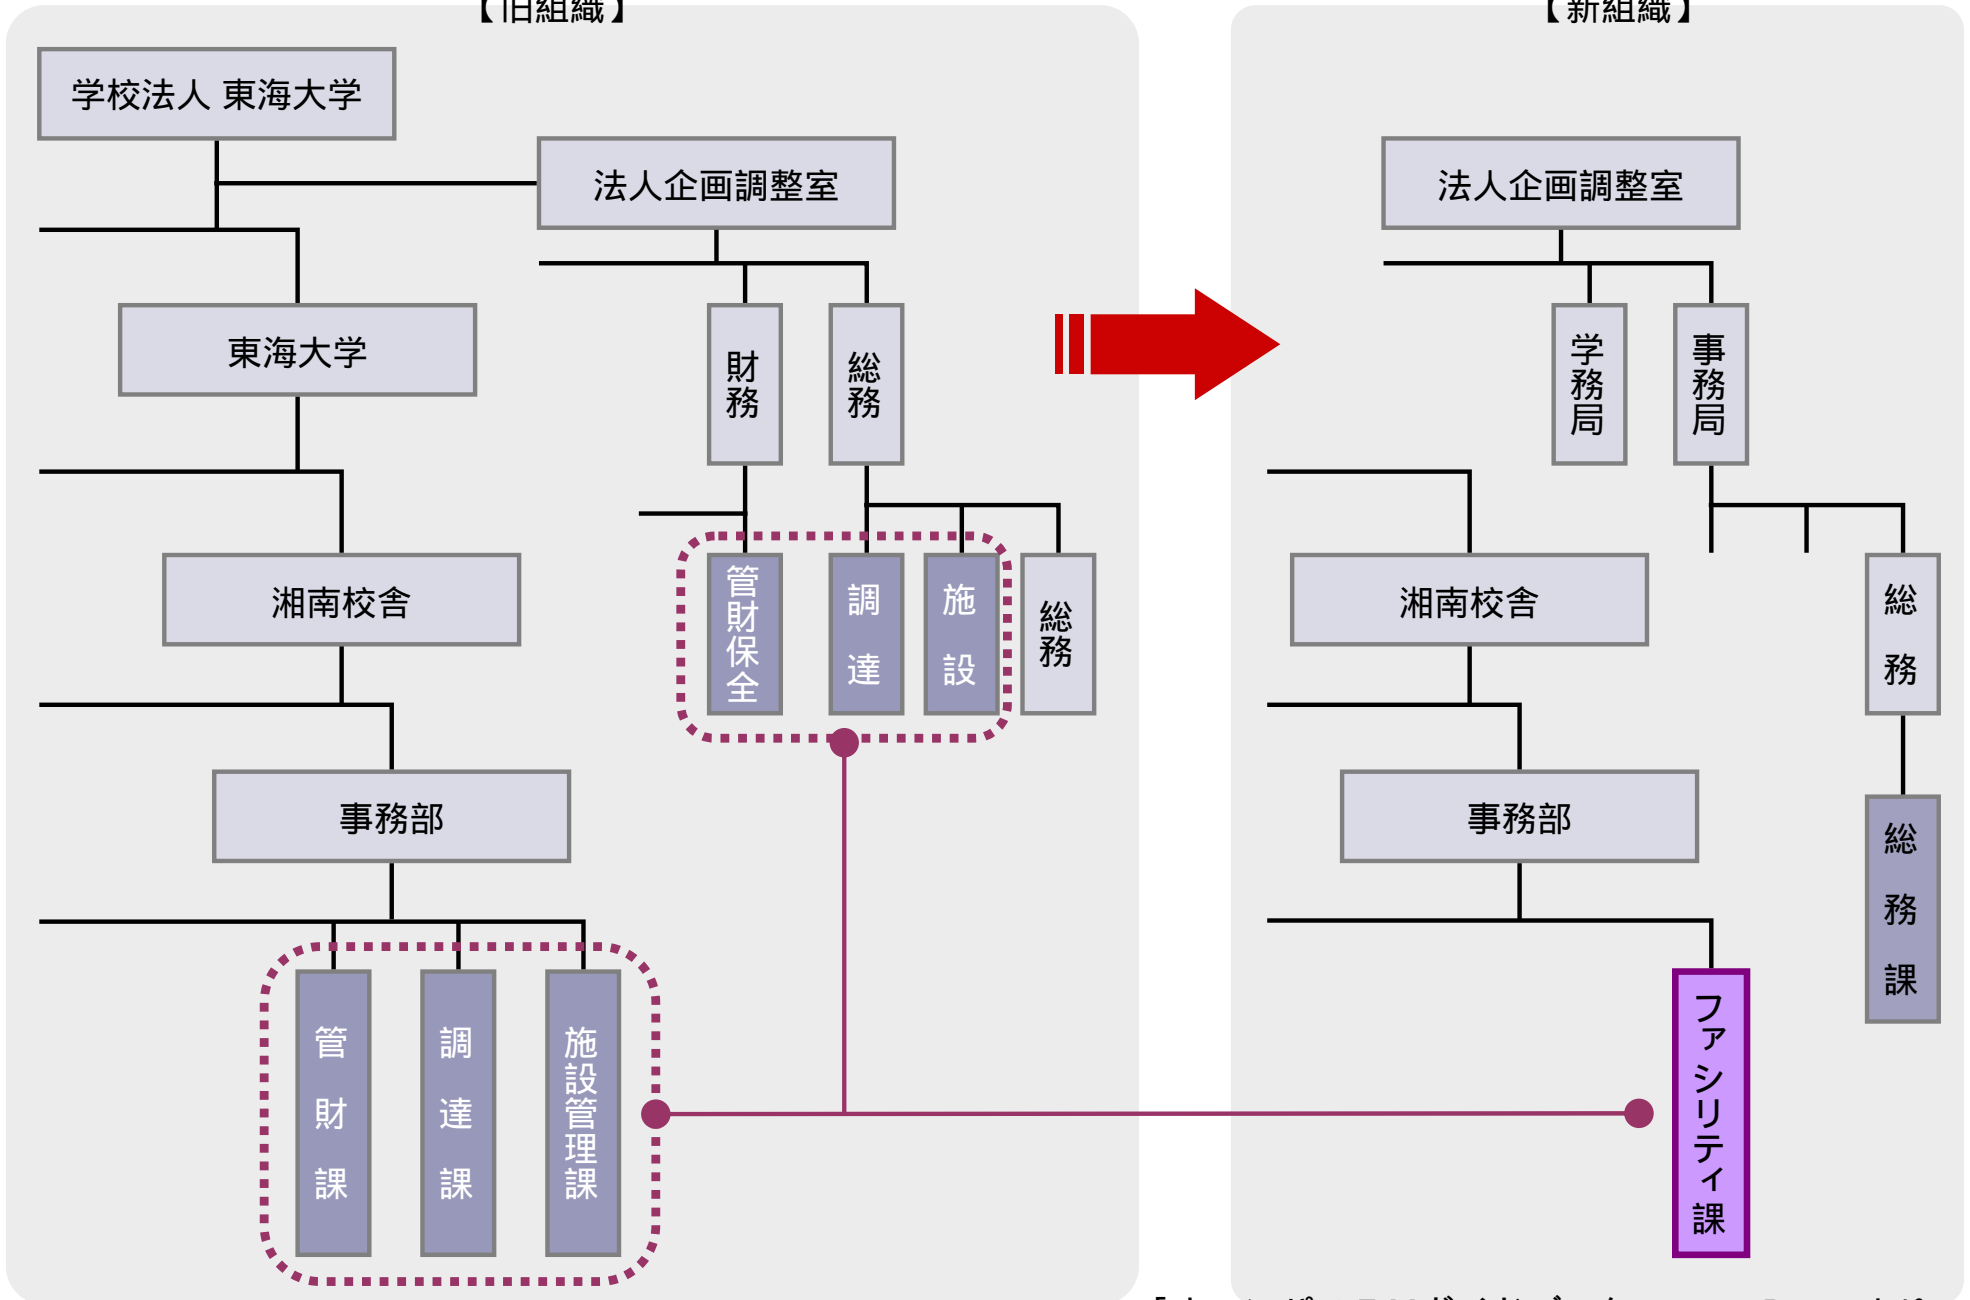 【旧組織】
学校法人 東海大学
法人企画調整室
東海大学
財務
総務
湘南校舎
管財保全
調達
施設
総務
事務部
管財課
調達課
施設管理課
【新組織】
法人企画調整室
学務局
事務局
湘南校舎
総務
事務部
総務課
ファシリティ課